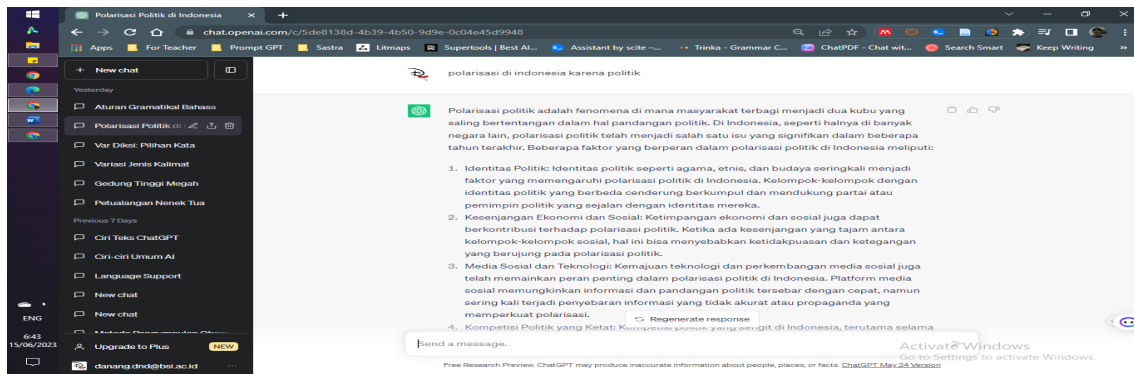 Polarisasi Politik di Indonesia
chat.openai.com/c/5de8138d-4b39-4b50-9d9e-0c04e45d9948
Apps For Teacher Prompt GPT Sastra Litmaps Supertools | Best AI... Assistant by scite –... Trinka - Grammar C... ChatPDF - Chat wit... Search Smart Keep Writing
+ New chat
Yesterday
Aturan Gramatikal Bahasa
Polarisasi Politik di
Var Diksi: Pilihan Kata
Variasi Jenis Kalimat
Gedung Tinggi Megah
Petualangan Nenek Tua
Previous 7 Days
Ciri Teks ChatGPT
Ciri-ciri Umum AI
Language Support
New chat
New chat
Upgrade to Plus NEW
danang.dnd@bsi.ac.id
polarisasi di indonesia karena politik
Polarisasi politik adalah fenomena di mana masyarakat terbagi menjadi dua kubu yang
saling bertentangan dalam hal pandangan politik. Di Indonesia, seperti halnya di banyak
negara lain, polarisasi politik telah menjadi salah satu isu yang signifikan dalam beberapa
tahun terakhir. Beberapa faktor yang berperan dalam polarisasi politik di Indonesia meliputi:
1. Identitas Politik: Identitas politik seperti agama, etnis, dan budaya seringkali menjadi
faktor yang memengaruhi polarisasi politik di Indonesia. Kelompok-kelompok dengan
identitas politik yang berbeda cenderung berkumpul dan mendukung partai atau
pemimpin politik yang sejalan dengan identitas mereka.
2. Kesenjangan Ekonomi dan Sosial: Ketimpangan ekonomi dan sosial juga dapat
berkontribusi terhadap polarisasi politik. Ketika ada kesenjangan yang tajam antara
kelompok-kelompok sosial, hal ini bisa menyebabkan ketidakpuasan dan ketegangan
yang berujung pada polarisasi politik.
3. Media Sosial dan Teknologi: Kemajuan teknologi dan perkembangan media sosial juga
telah memainkan peran penting dalam polarisasi politik di Indonesia. Platform media
sosial memungkinkan informasi dan pandangan politik tersebar dengan cepat, namun
sering kali terjadi penyebaran informasi yang tidak akurat atau propaganda yang
memperkuat polarisasi.
Regenerate response
4. Kompetisi Politik yang Ketat: Kompetisi politik yang sengit di Indonesia, terutama selama
Send a message.
Activate Windows
Go to Settings to activate Windows.
Free Research Preview. ChatGPT may produce inaccurate information about people, places, or facts. ChatGPT May 24 Version
ENG
6:43
15/06/2023